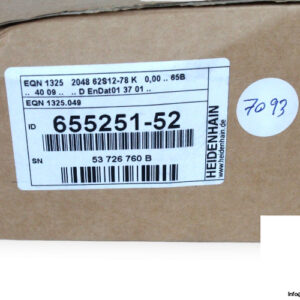 EQN 1325 2048 62S12-78 K 0,00 .. 65B
.. 40 09 .. .. D EnDat01 37 01 ..
EQN 1325.049
ID 655251-52
SN 53 726 760 B
HEIDENHAIN
www.heidenhain.de
7093